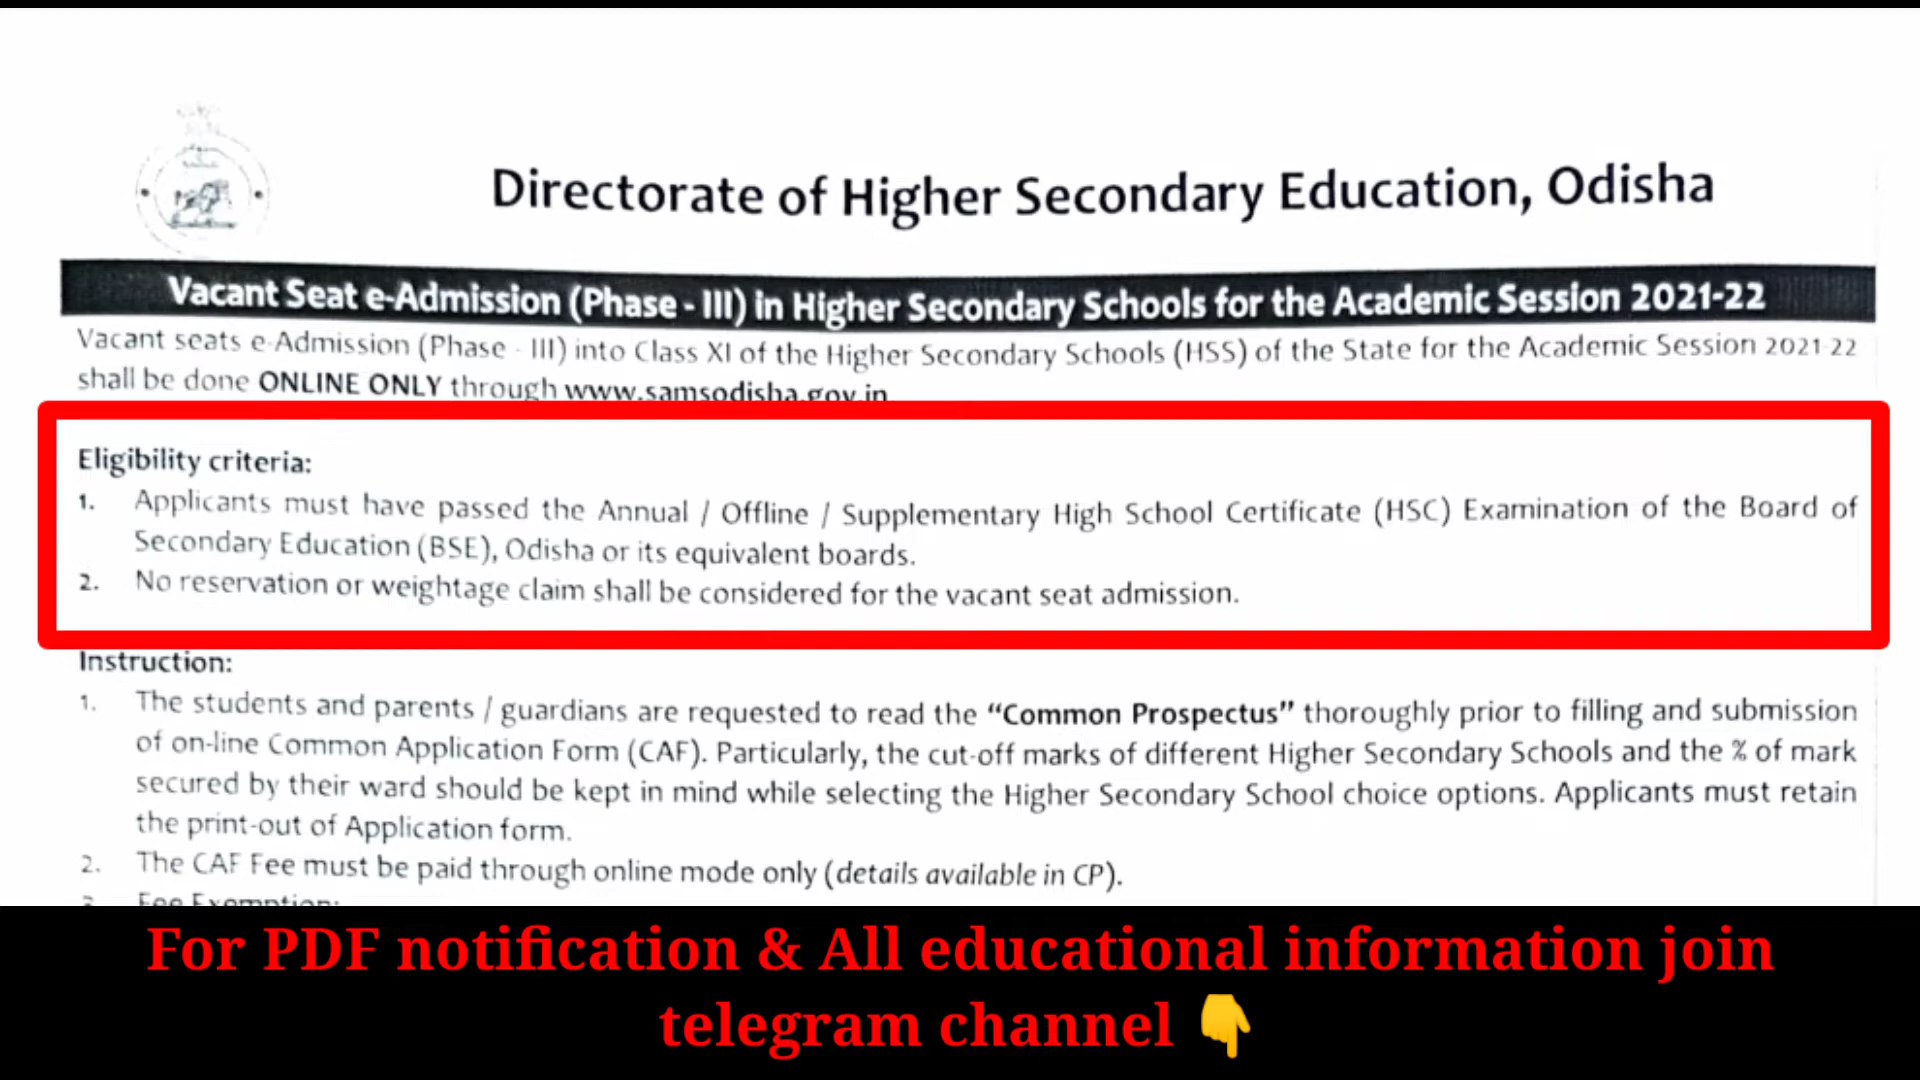 Directorate of Higher Secondary Education, Odisha
Vacant Seat e-Admission (Phase - III) in Higher Secondary Schools for the Academic Session 2021-22
Vacant seats e-Admission (Phase - III) into Class XI of the Higher Secondary Schools (HSS) of the State for the Academic Session 2021-22
shall be done ONLINE ONLY through www.samsodisha.gov.in
Eligibility criteria:
1. Applicants must have passed the Annual / Offline / Supplementary High School Certificate (HSC) Examination of the Board of
Secondary Education (BSE), Odisha or its equivalent boards.
2. No reservation or weightage claim shall be considered for the vacant seat admission.
Instruction:
1. The students and parents / guardians are requested to read the “Common Prospectus” thoroughly prior to filling and submission
of on-line Common Application Form (CAF). Particularly, the cut-off marks of different Higher Secondary Schools and the % of mark
secured by their ward should be kept in mind while selecting the Higher Secondary School choice options. Applicants must retain
the print-out of Application form.
2. The CAF Fee must be paid through online mode only (details available in CP).
3. Fee Exemption:
For PDF notification & All educational information join
telegram channel 👇